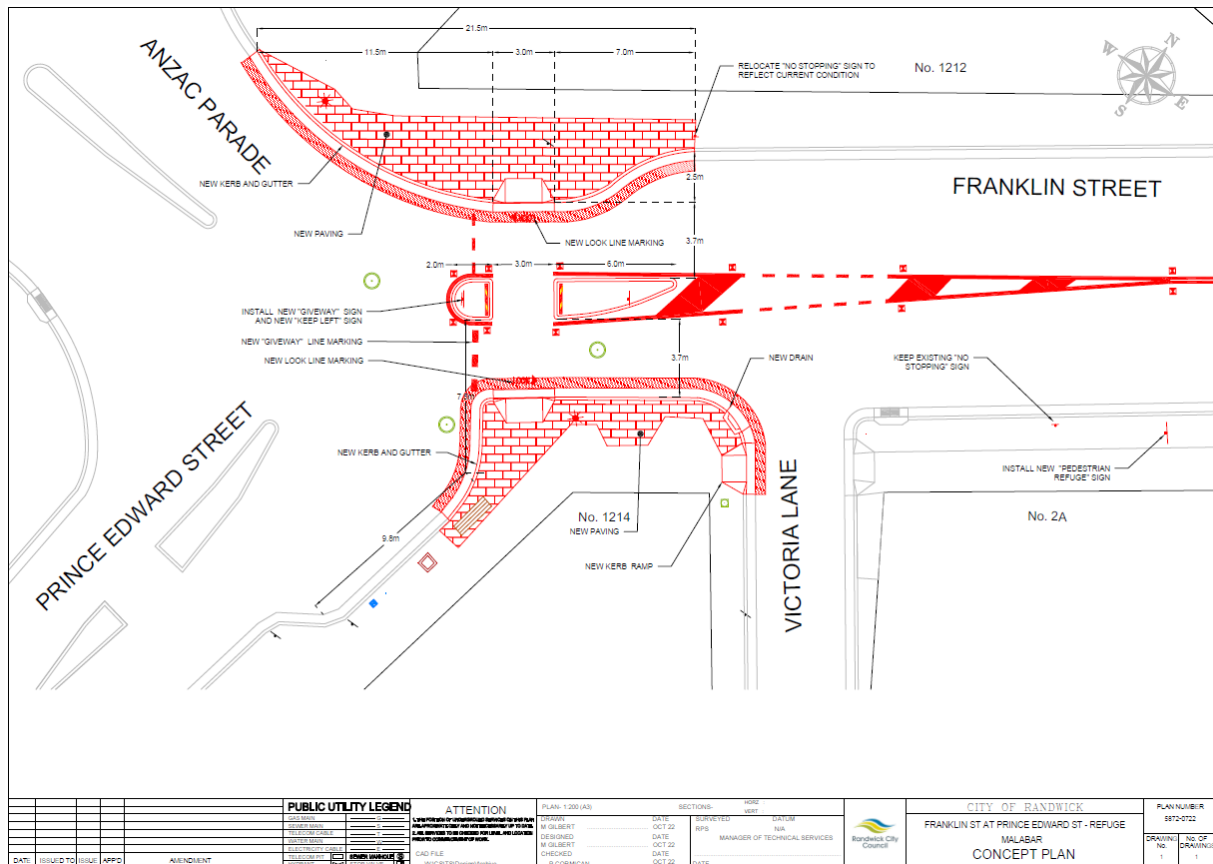 21.5m
11.5m
3.0m
7.0m
ANZAC PARADE
RELOCATE "NO STOPPING" SIGN TO
REFLECT CURRENT CONDITION
No. 1212
N
W
E
S
NEW KERB AND GUTTER
2.5m
FRANKLIN STREET
NEW PAVING
NEW LOOK LINE MARKING
3.7m
2.0m
3.0m
6.0m
INSTALL NEW "GIVEWAY" SIGN
AND NEW "KEEP LEFT" SIGN
NEW "GIVEWAY" LINE MARKING
NEW LOOK LINE MARKING
3.7m
NEW DRAIN
KEEP EXISTING "NO
STOPPING" SIGN
LOOK
PRINCE EDWARD STREET
NEW KERB AND GUTTER
INSTALL NEW "PEDESTRIAN
REFUGE" SIGN
No. 1214
NEW PAVING
No. 2A
9.8m
NEW KERB RAMP
VICTORIA LANE
PUBLIC UTILITY LEGEND
GAS MAIN
SEWER MAIN
TELECOM CABLE
WATER MAIN
ELECTRICITY CABLE
TELECOM PIT
SEWER MANHOLE
ATTENTION
CAD FILE
PLAN- 1:200 (A3)
SECTIONS-
HORZ
VERT
DRAWN DATE
M GILBERT OCT 22
DESIGNED DATE
M GILBERT OCT 22
CHECKED DATE
OCT 22
SURVEYED DATUM
RPS N/A
MANAGER OF TECHNICAL SERVICES
DATE
Randwick City
Council
CITY OF RANDWICK
FRANKLIN ST AT PRINCE EDWARD ST - REFUGE
MALABAR
CONCEPT PLAN
PLAN NUMBER
5872-0722
DRAWING No. OF
No. DRAWINGS
1 1
DATE ISSUED TO ISSUE APP'D AMENDMENT